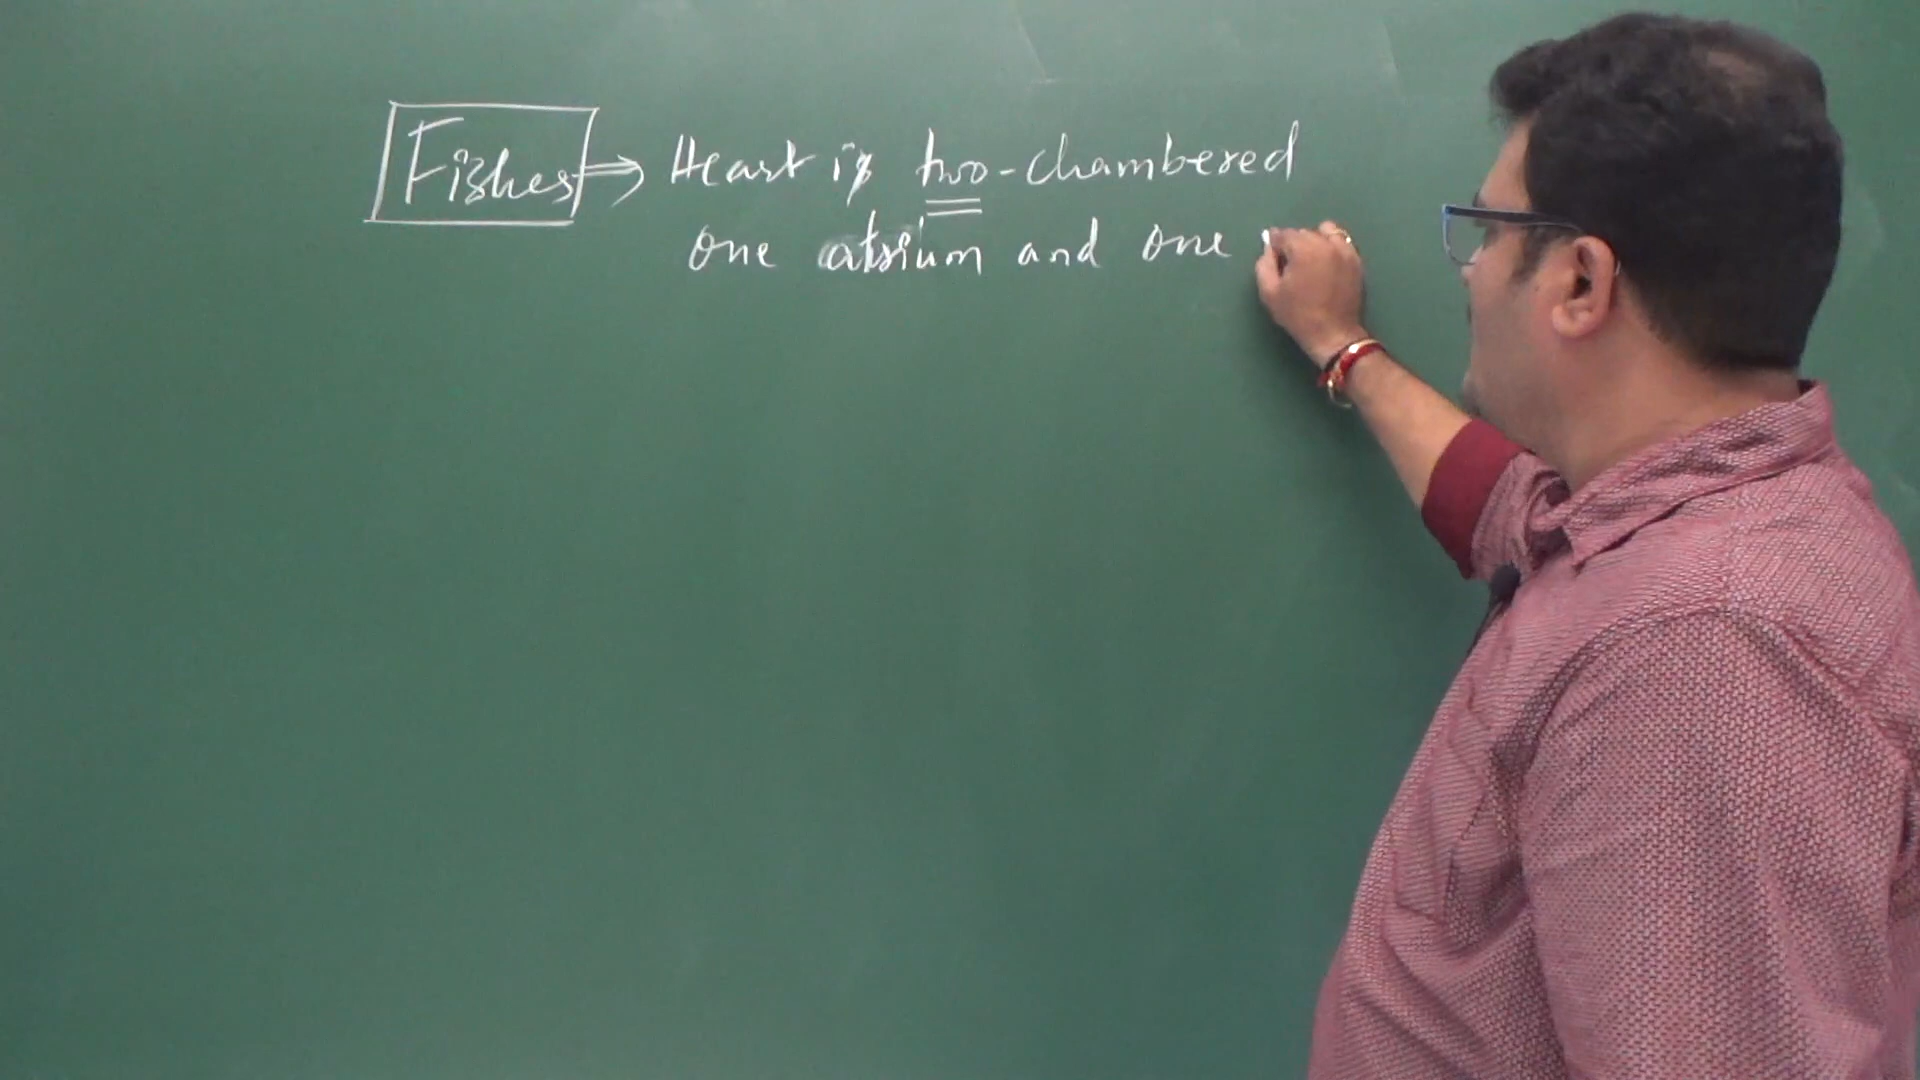 Fishes ⇒ Heart is two-chambered
one atrium and one